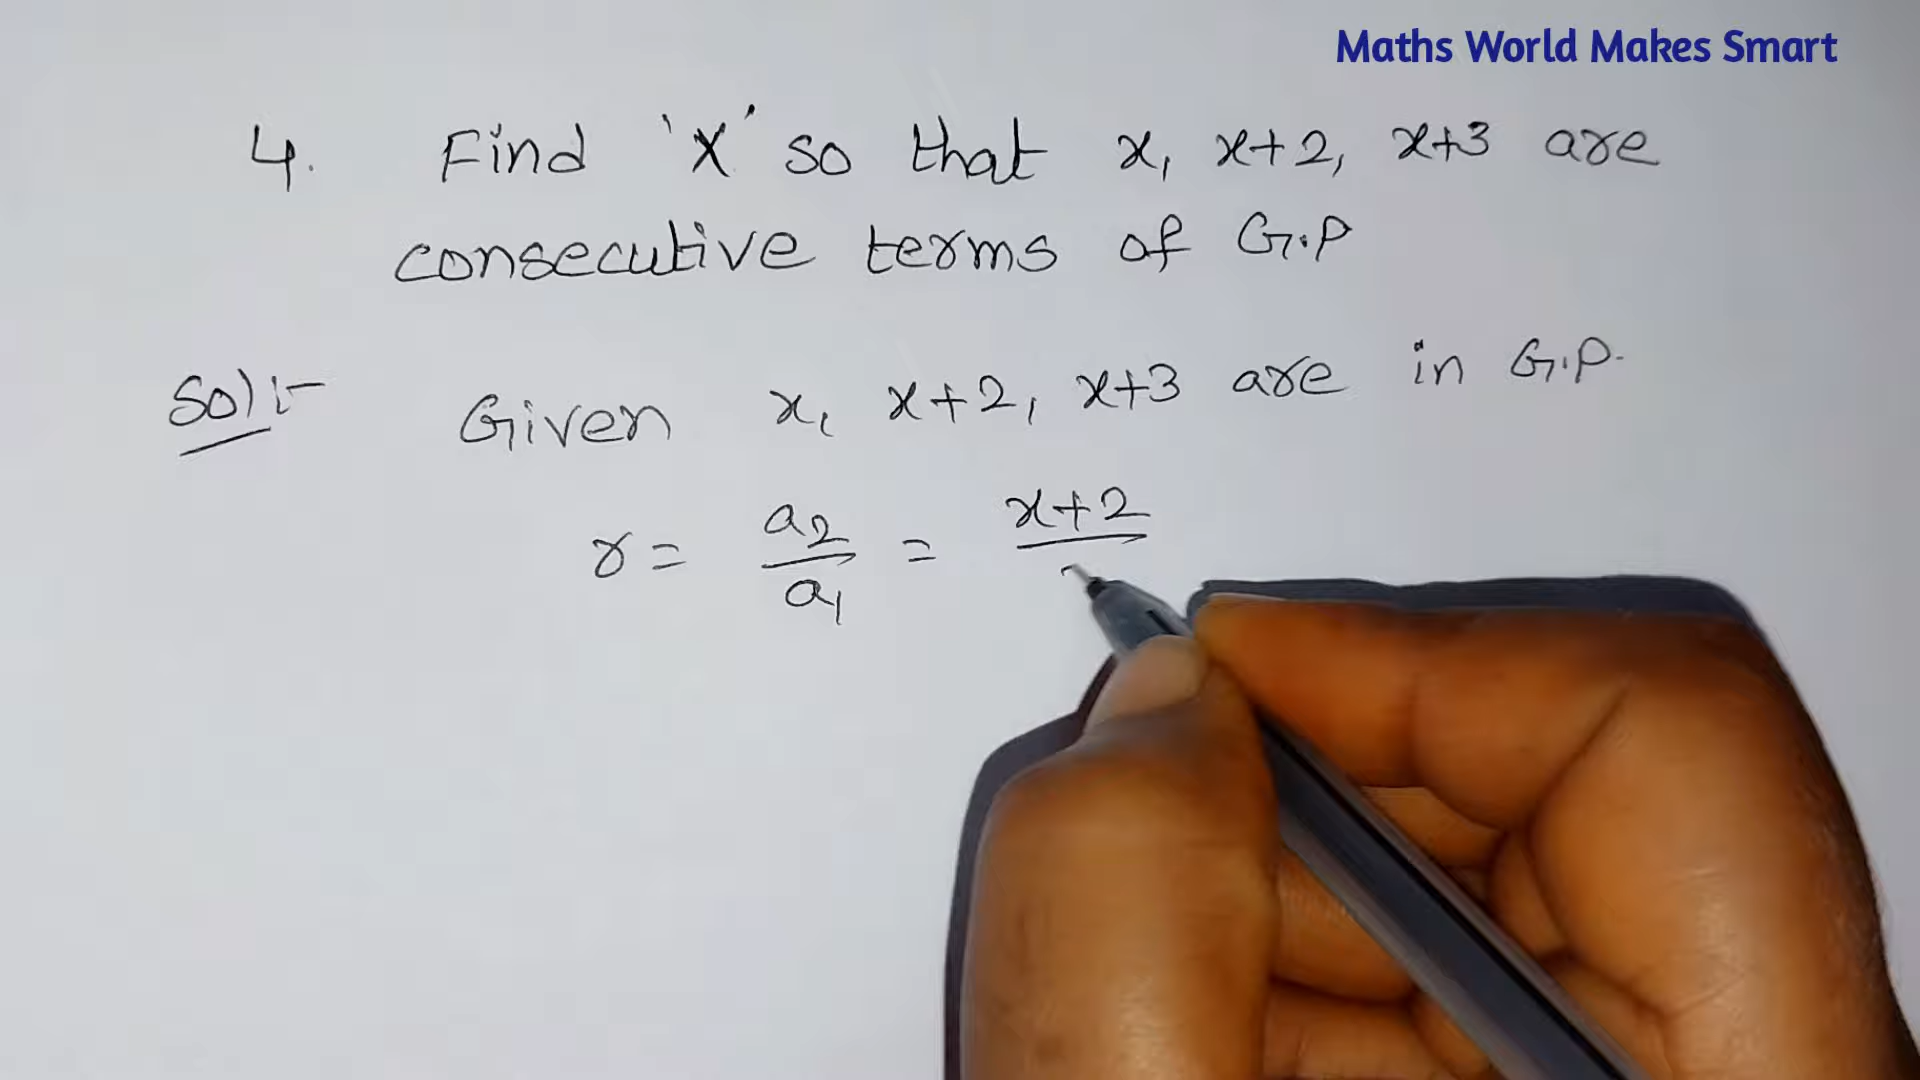 Maths World Makes Smart
4. Find 'X' so that x, x+2, x+3 are
consecutive terms of G.P
Sol:- Given x, x+2, x+3 are in G.P.
r = a2/a1 = x+2/